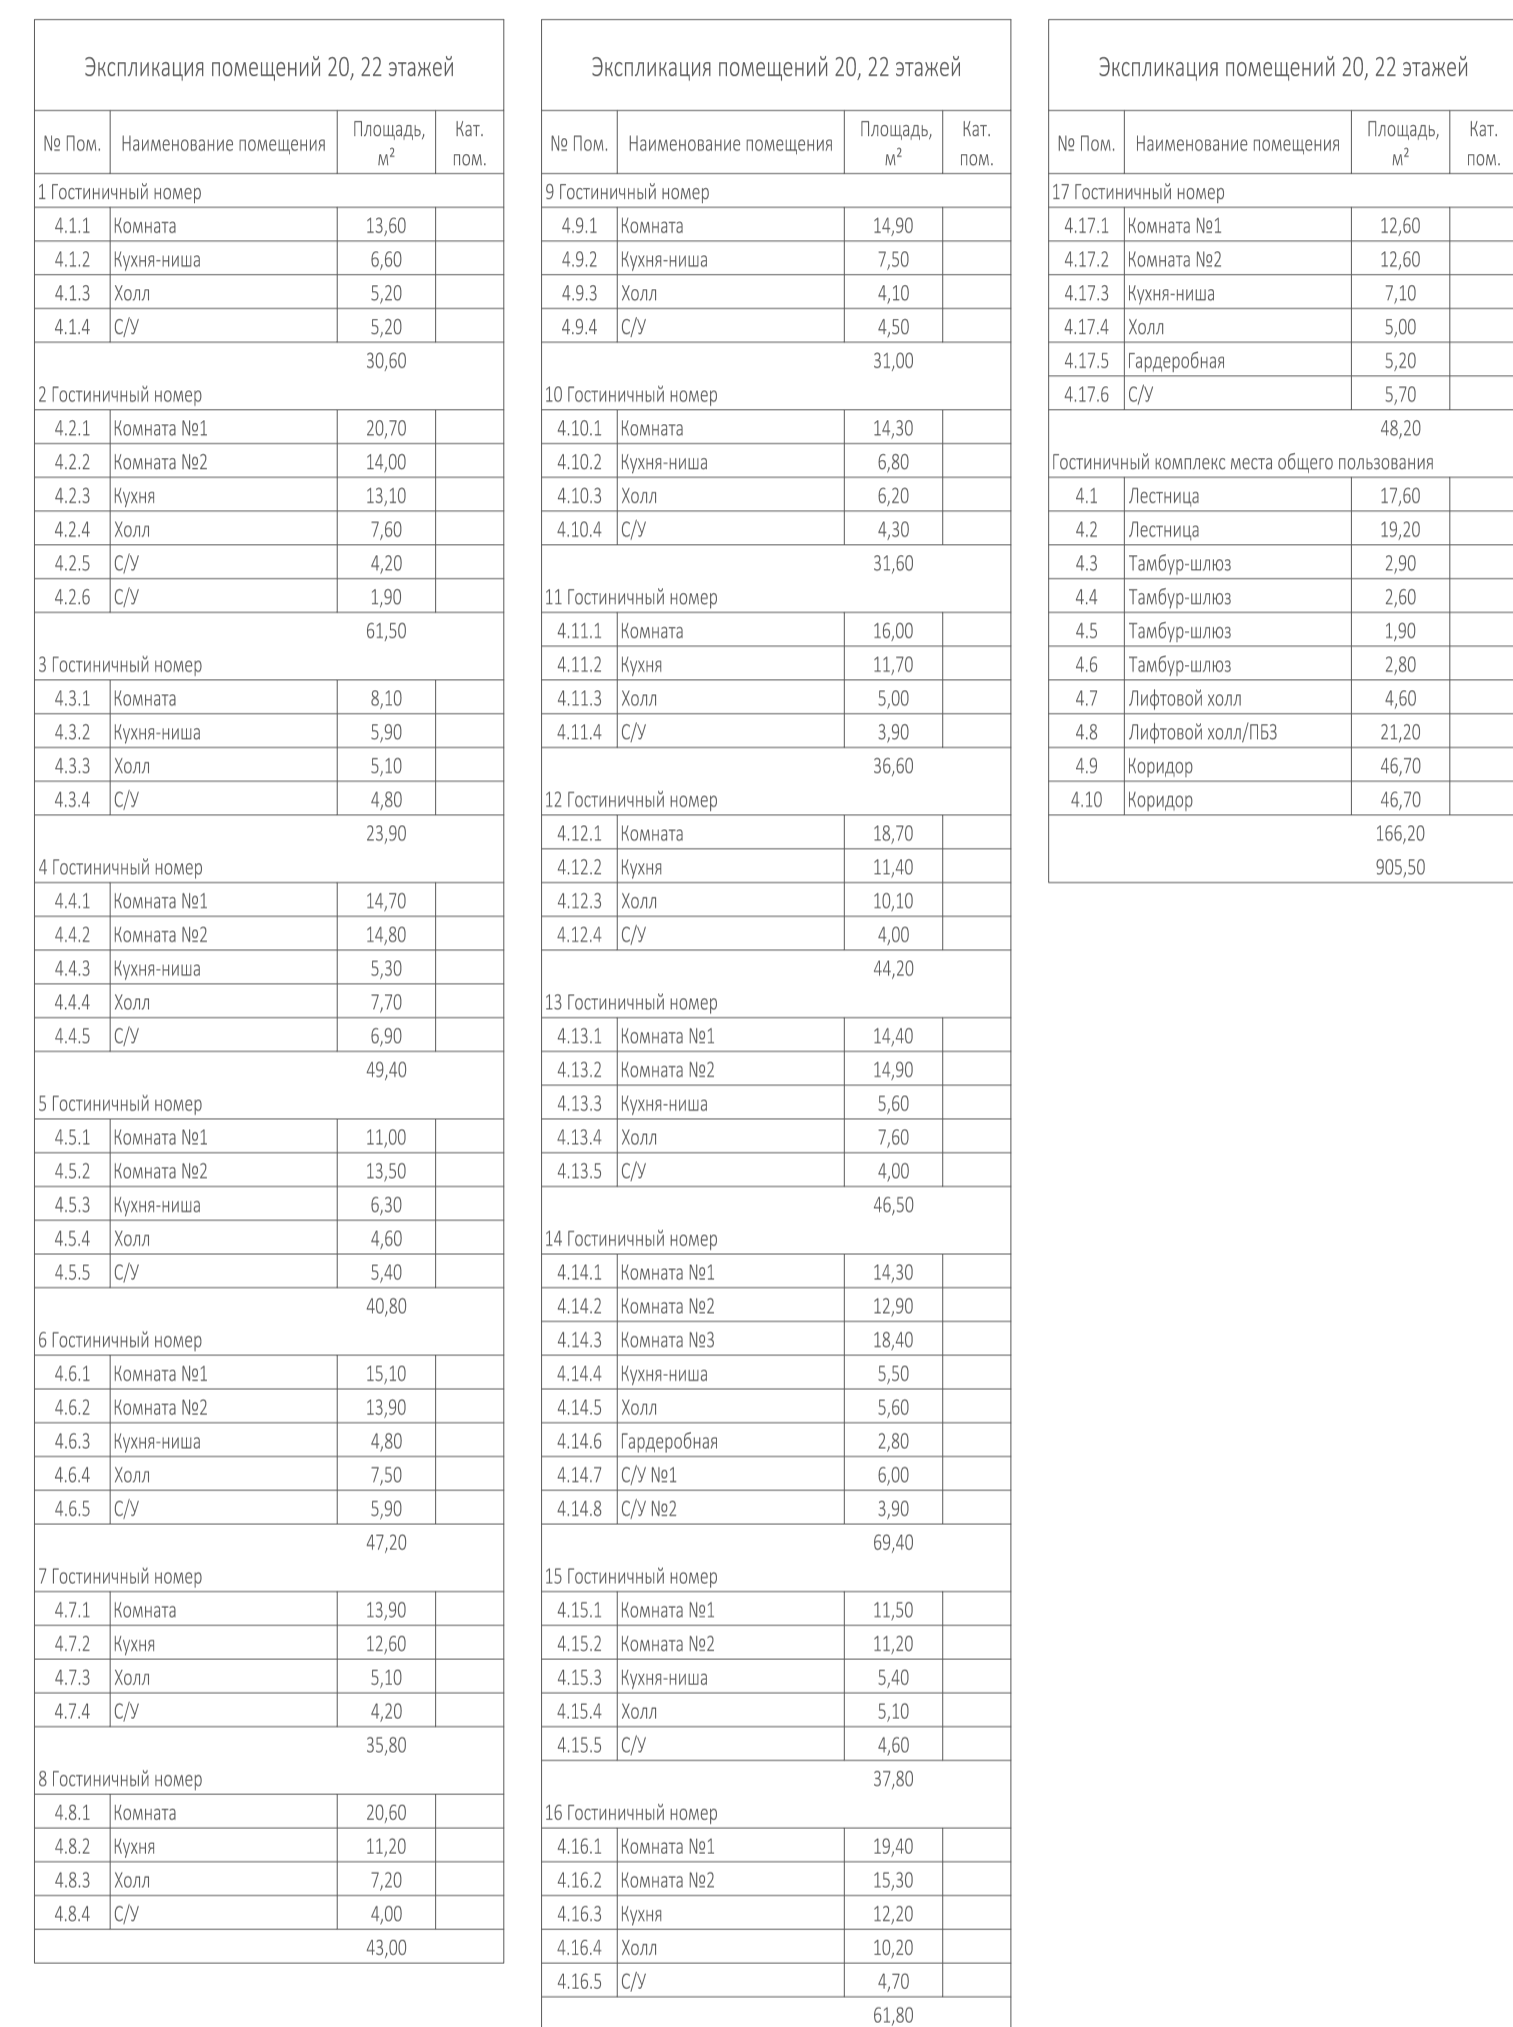 Экспликация помещений 20, 22 этажей
№ Пом. Наименование помещения Площадь, м² Кат. пом.
1 Гостиничный номер
4.1.1 Комната 13,60
4.1.2 Кухня-ниша 6,60
4.1.3 Холл 5,20
4.1.4 С/У 5,20
30,60
2 Гостиничный номер
4.2.1 Комната №1 20,70
4.2.2 Комната №2 14,00
4.2.3 Кухня 13,10
4.2.4 Холл 7,60
4.2.5 С/У 4,20
4.2.6 С/У 1,90
61,50
3 Гостиничный номер
4.3.1 Комната 8,10
4.3.2 Кухня-ниша 5,90
4.3.3 Холл 5,10
4.3.4 С/У 4,80
23,90
4 Гостиничный номер
4.4.1 Комната №1 14,70
4.4.2 Комната №2 14,80
4.4.3 Кухня-ниша 5,30
4.4.4 Холл 7,70
4.4.5 С/У 6,90
49,40
5 Гостиничный номер
4.5.1 Комната №1 11,00
4.5.2 Комната №2 13,50
4.5.3 Кухня-ниша 6,30
4.5.4 Холл 4,60
4.5.5 С/У 5,40
40,80
6 Гостиничный номер
4.6.1 Комната №1 15,10
4.6.2 Комната №2 13,90
4.6.3 Кухня-ниша 4,80
4.6.4 Холл 7,50
4.6.5 С/У 5,90
47,20
7 Гостиничный номер
4.7.1 Комната 13,90
4.7.2 Кухня 12,60
4.7.3 Холл 5,10
4.7.4 С/У 4,20
35,80
8 Гостиничный номер
4.8.1 Комната 20,60
4.8.2 Кухня 11,20
4.8.3 Холл 7,20
4.8.4 С/У 4,00
43,00
Экспликация помещений 20, 22 этажей
№ Пом. Наименование помещения Площадь, м² Кат. пом.
9 Гостиничный номер
4.9.1 Комната 14,90
4.9.2 Кухня-ниша 7,50
4.9.3 Холл 4,10
4.9.4 С/У 4,50
31,00
10 Гостиничный номер
4.10.1 Комната 14,30
4.10.2 Кухня-ниша 6,80
4.10.3 Холл 6,20
4.10.4 С/У 4,30
31,60
11 Гостиничный номер
4.11.1 Комната 16,00
4.11.2 Кухня 11,70
4.11.3 Холл 5,00
4.11.4 С/У 3,90
36,60
12 Гостиничный номер
4.12.1 Комната 18,70
4.12.2 Кухня 11,40
4.12.3 Холл 10,10
4.12.4 С/У 4,00
44,20
13 Гостиничный номер
4.13.1 Комната №1 14,40
4.13.2 Комната №2 14,90
4.13.3 Кухня-ниша 5,60
4.13.4 Холл 7,60
4.13.5 С/У 4,00
46,50
14 Гостиничный номер
4.14.1 Комната №1 14,30
4.14.2 Комната №2 12,90
4.14.3 Комната №3 18,40
4.14.4 Кухня-ниша 5,50
4.14.5 Холл 5,60
4.14.6 Гардеробная 2,80
4.14.7 С/У №1 6,00
4.14.8 С/У №2 3,90
69,40
15 Гостиничный номер
4.15.1 Комната №1 11,50
4.15.2 Комната №2 11,20
4.15.3 Кухня-ниша 5,40
4.15.4 Холл 5,10
4.15.5 С/У 4,60
37,80
16 Гостиничный номер
4.16.1 Комната №1 19,40
4.16.2 Комната №2 15,30
4.16.3 Кухня 12,20
4.16.4 Холл 10,20
4.16.5 С/У 4,70
61,80
Экспликация помещений 20, 22 этажей
№ Пом. Наименование помещения Площадь, м² Кат. пом.
17 Гостиничный номер
4.17.1 Комната №1 12,60
4.17.2 Комната №2 12,60
4.17.3 Кухня-ниша 7,10
4.17.4 Холл 5,00
4.17.5 Гардеробная 5,20
4.17.6 С/У 5,70
48,20
Гостиничный комплекс места общего пользования
4.1 Лестница 17,60
4.2 Лестница 19,20
4.3 Тамбур-шлюз 2,90
4.4 Тамбур-шлюз 2,60
4.5 Тамбур-шлюз 1,90
4.6 Тамбур-шлюз 2,80
4.7 Лифтовой холл 4,60
4.8 Лифтовой холл/ПБЗ 21,20
4.9 Коридор 46,70
4.10 Коридор 46,70
166,20
905,50